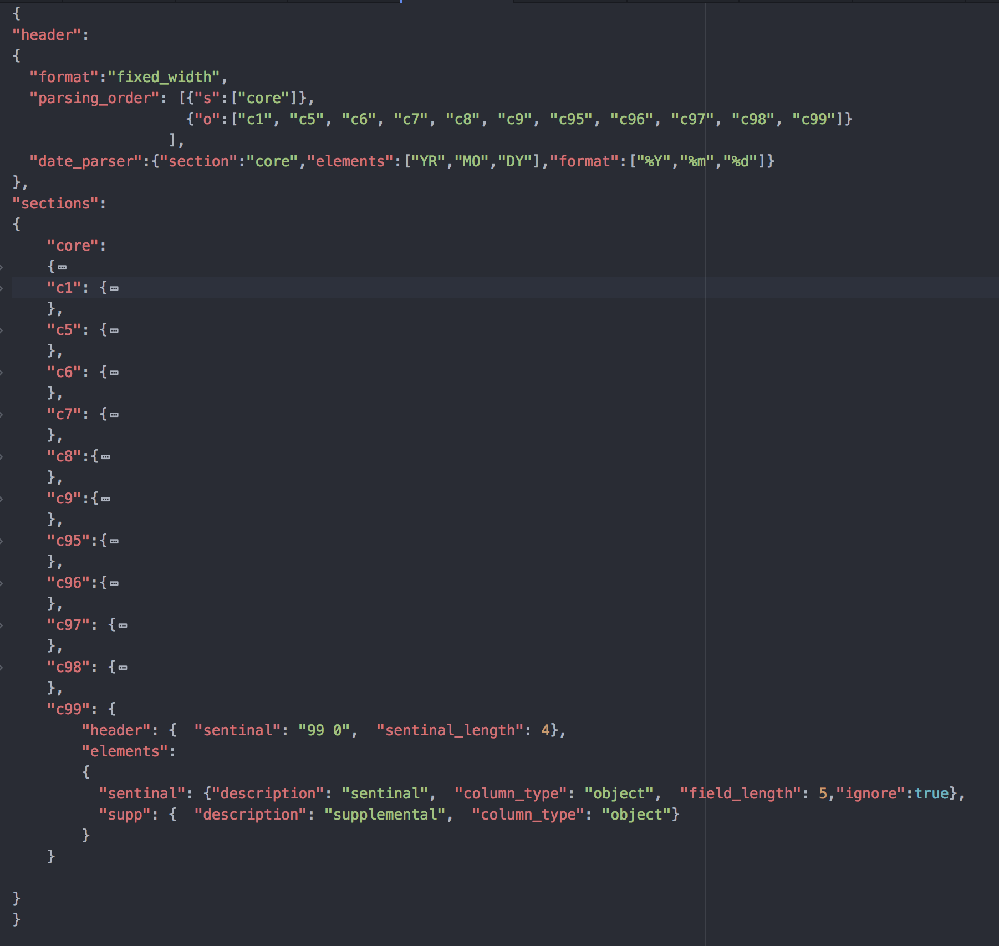 {
"header":
{
  "format":"fixed_width",
  "parsing_order": [{"s":["core"]},
                    {"o":["c1", "c5", "c6", "c7", "c8", "c9", "c95", "c96", "c97", "c98", "c99"]}
                  ],
  "date_parser":{"section":"core","elements":["YR","MO","DY"],"format":["%Y","%m","%d"]}
},
"sections":
{
    "core":
    {
    "c1": {
    },
    "c5": {
    },
    "c6": {
    },
    "c7": {
    },
    "c8":{
    },
    "c9":{
    },
    "c95":{
    },
    "c96":{
    },
    "c97": {
    },
    "c98": {
    },
    "c99": {
        "header": {  "sentinal": "99 0",  "sentinal_length": 4},
        "elements":
        {
          "sentinal": {"description": "sentinal",  "column_type": "object",  "field_length": 5,"ignore":true},
          "supp": {  "description": "supplemental",  "column_type": "object"}
        }
    }

}
}